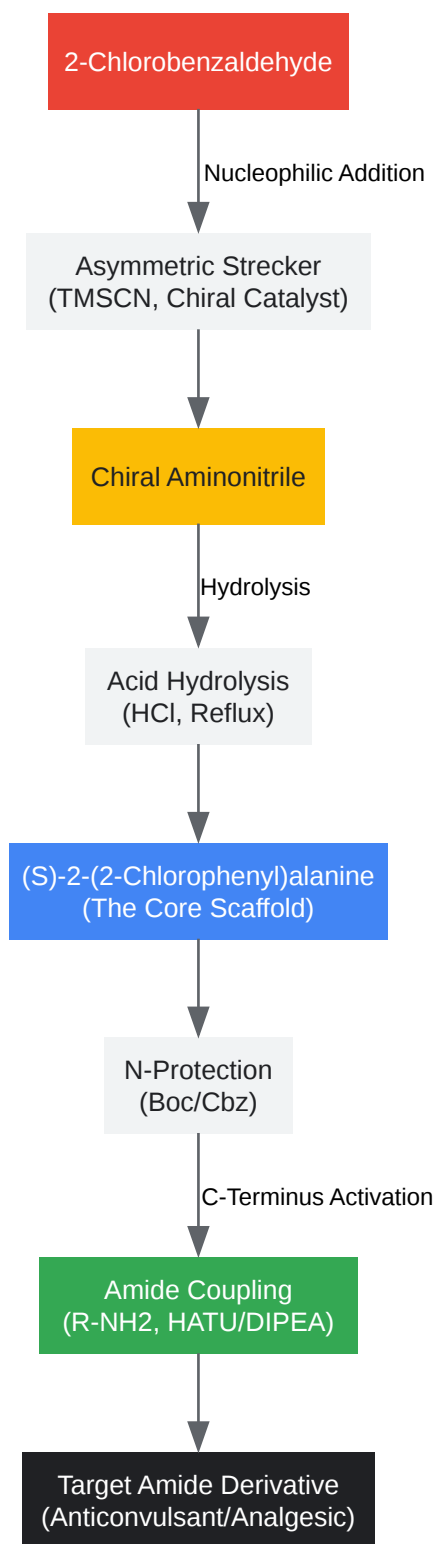 2-Chlorobenzaldehyde
Nucleophilic Addition
Asymmetric Strecker
(TMSCN, Chiral Catalyst)
Chiral Aminonitrile
Hydrolysis
Acid Hydrolysis
(HCl, Reflux)
(S)-2-(2-Chlorophenyl)alanine
(The Core Scaffold)
N-Protection
(Boc/Cbz)
C-Terminus Activation
Amide Coupling
(R-NH2, HATU/DIPEA)
Target Amide Derivative
(Anticonvulsant/Analgesic)